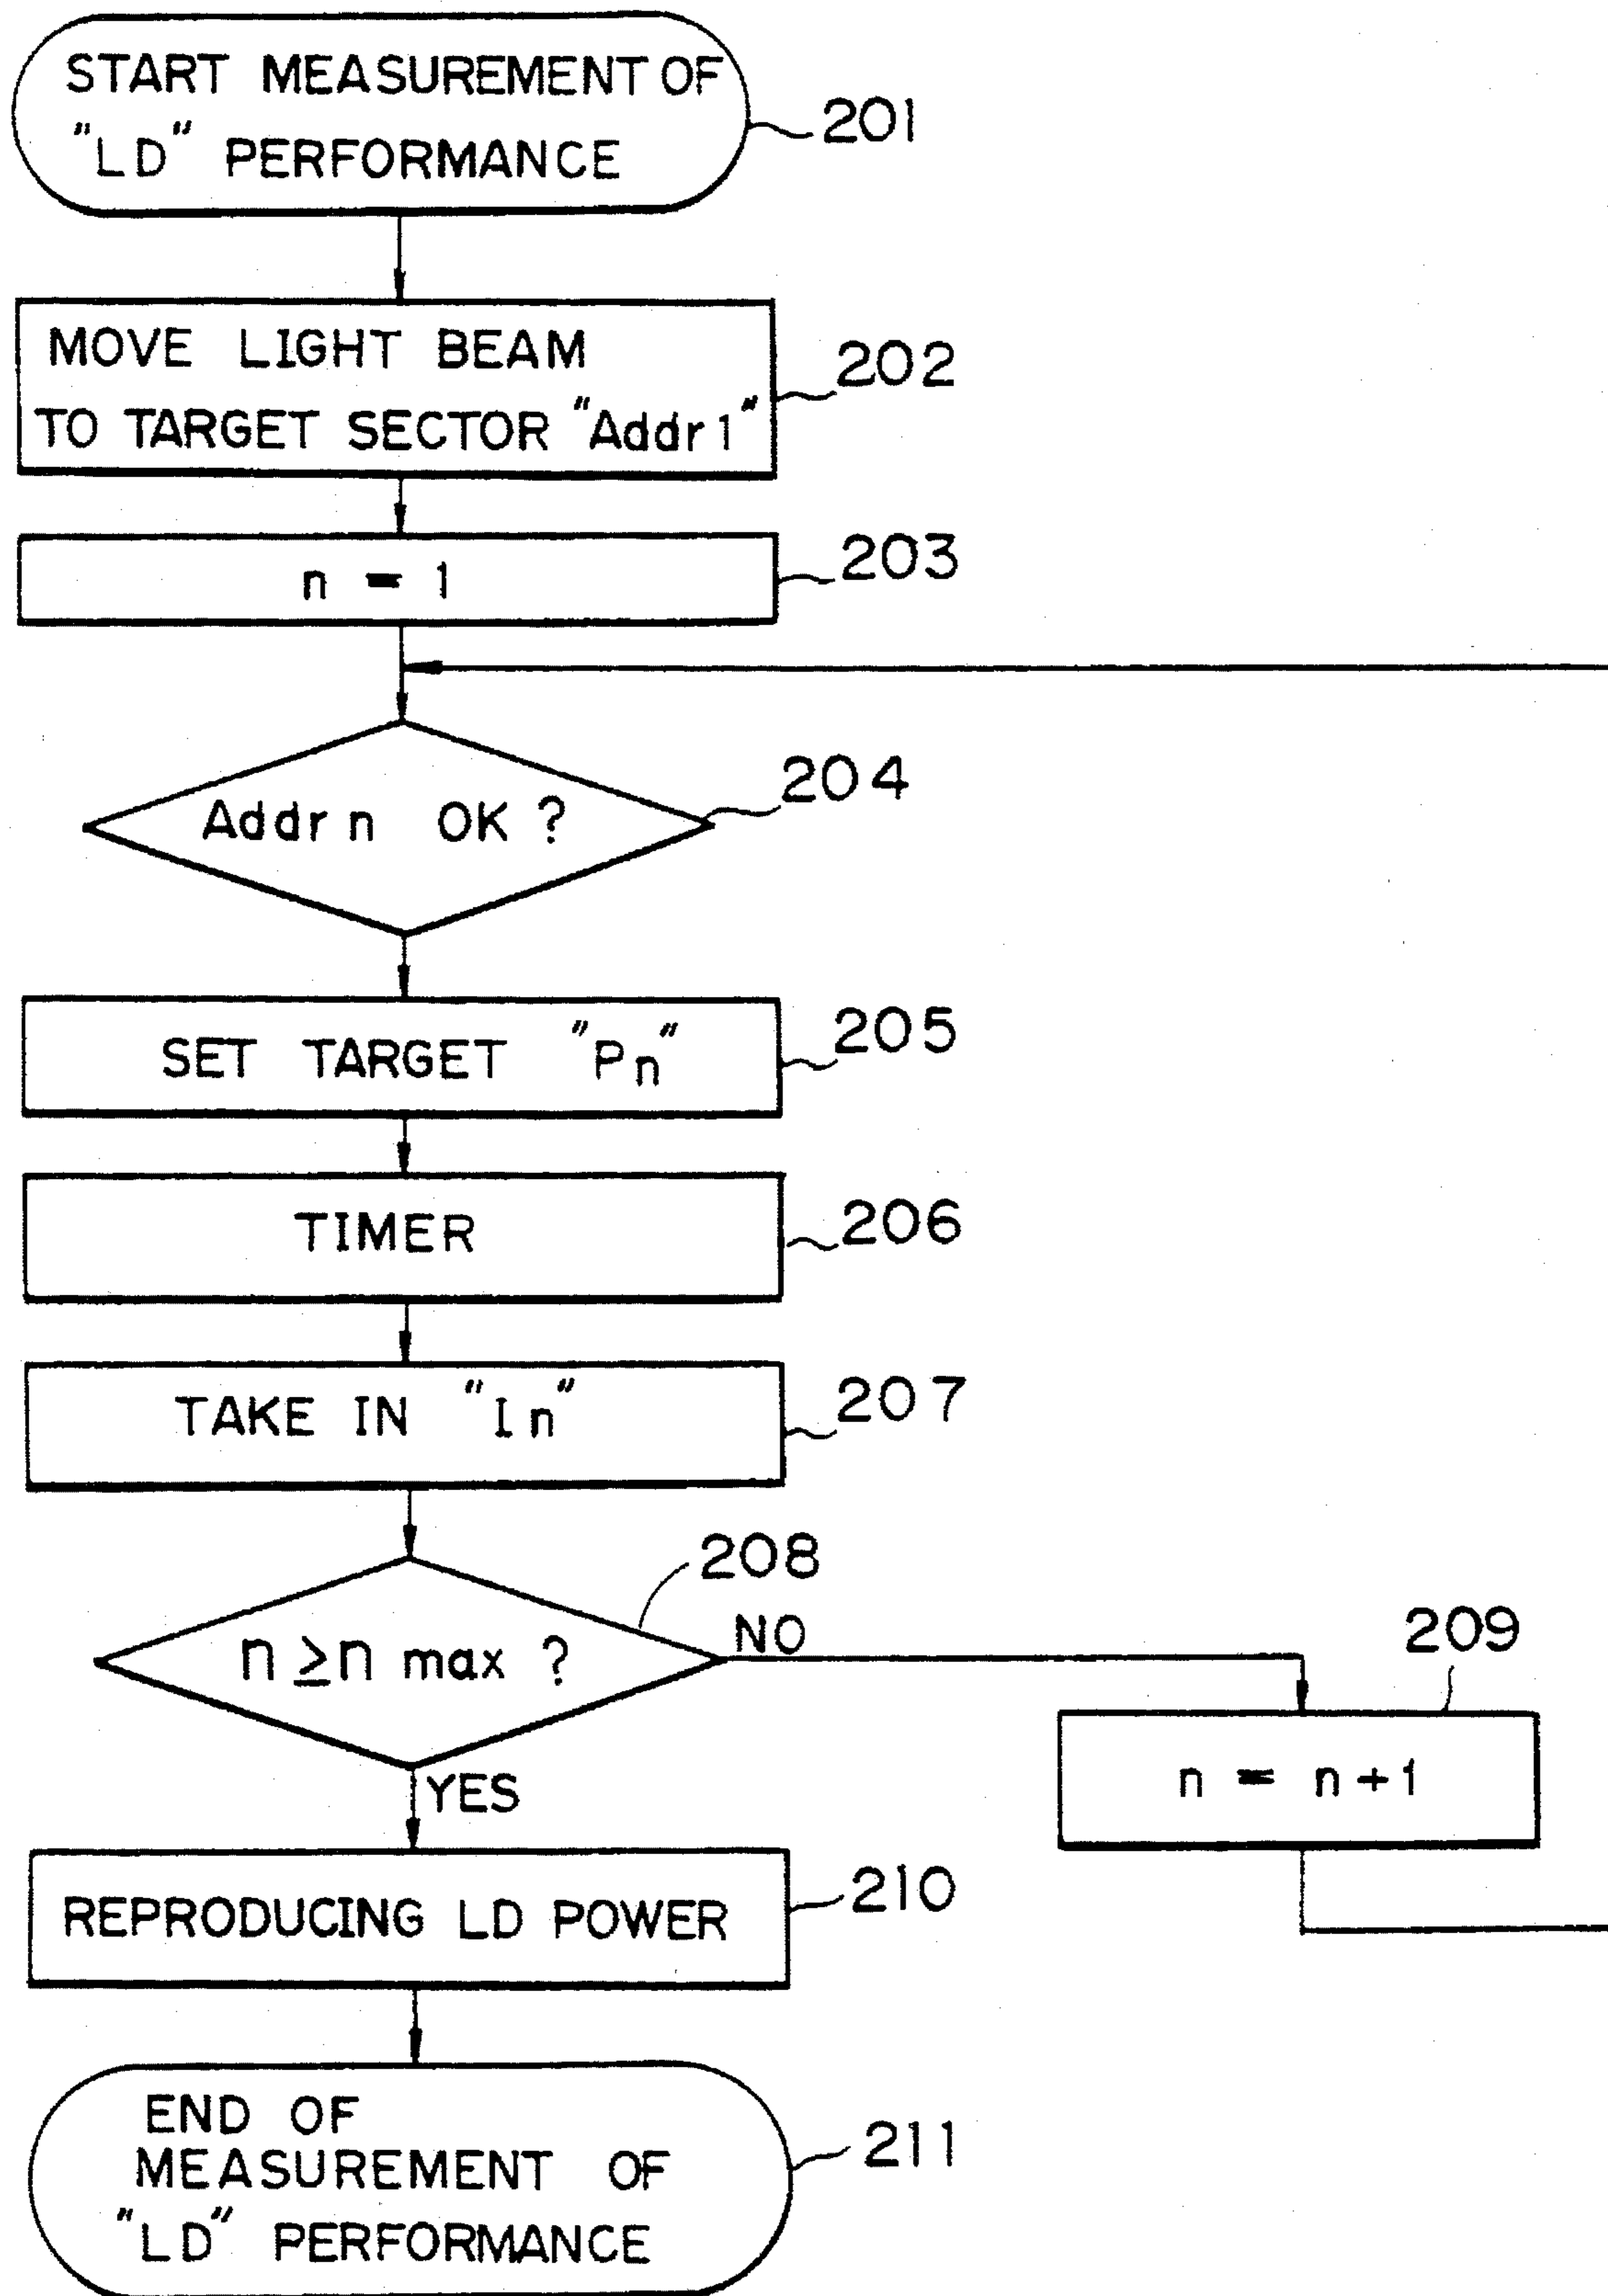 START MEASUREMENT OF
"LD" PERFORMANCE
201
MOVE LIGHT BEAM
TO TARGET SECTOR "Addr1"
202
n = 1
203
Addr n OK ?
204
SET TARGET "Pn"
205
TIMER
206
TAKE IN "In"
207
208
n ≥ n max ?
NO
209
n = n+1
YES
REPRODUCING LD POWER
210
END OF
MEASUREMENT OF
"LD" PERFORMANCE
211